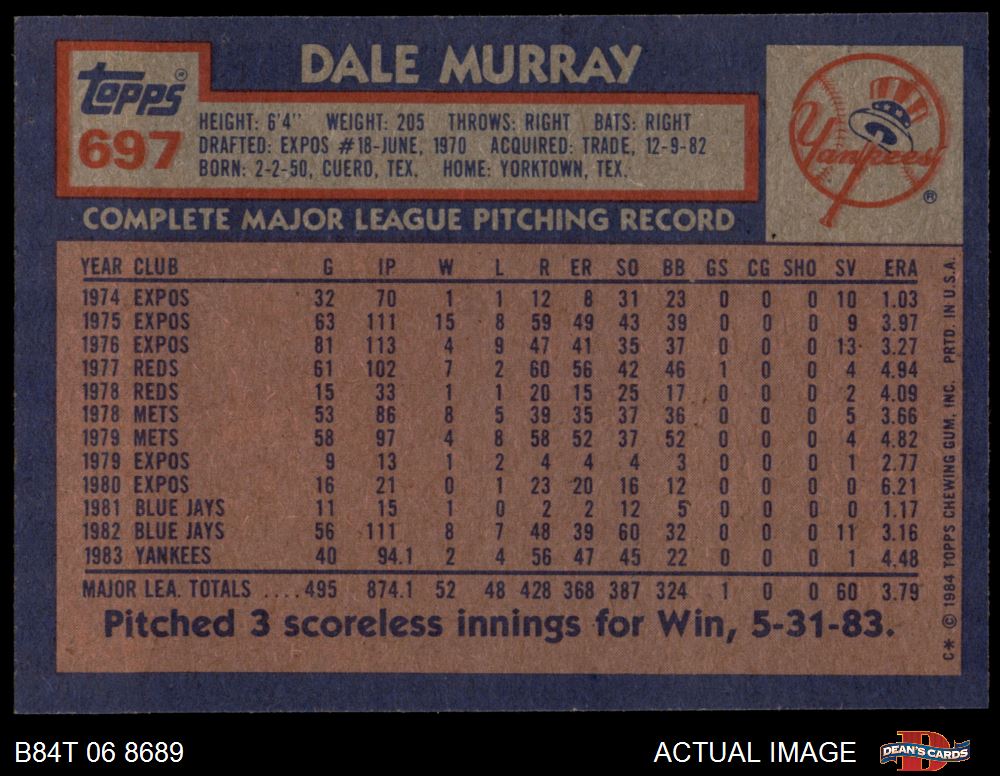 DALE MURRAY
topps®
697
HEIGHT: 6'4" WEIGHT: 205 THROWS: RIGHT BATS: RIGHT
DRAFTED: EXPOS #18-JUNE, 1970 ACQUIRED: TRADE, 12-9-82
BORN: 2-2-50, CUERO, TEX. HOME: YORKTOWN, TEX.
Yankees ®
COMPLETE MAJOR LEAGUE PITCHING RECORD
YEAR CLUB G IP W L R ER SO BB GS CG SHO SV ERA
1974 EXPOS 32 70 1 1 12 8 31 23 0 0 0 10 1.03
1975 EXPOS 63 111 15 8 59 49 43 39 0 0 0 9 3.97
1976 EXPOS 81 113 4 9 47 41 35 37 0 0 0 13 3.27
1977 REDS 61 102 7 2 60 56 42 46 1 0 0 4 4.94
1978 REDS 15 33 1 1 20 15 25 17 0 0 0 2 4.09
1978 METS 53 86 8 5 39 35 37 36 0 0 0 5 3.66
1979 METS 58 97 4 8 58 52 37 52 0 0 0 4 4.82
1979 EXPOS 9 13 1 2 4 4 4 3 0 0 0 1 2.77
1980 EXPOS 16 21 0 1 23 20 16 12 0 0 0 0 6.21
1981 BLUE JAYS 11 15 1 0 2 2 12 5 0 0 0 0 1.17
1982 BLUE JAYS 56 111 8 7 48 39 60 32 0 0 0 11 3.16
1983 YANKEES 40 94.1 2 4 56 47 45 22 0 0 0 1 4.48
MAJOR LEA. TOTALS ....495 874.1 52 48 428 368 387 324 1 0 0 60 3.79
Pitched 3 scoreless innings for Win, 5-31-83.
C* © 1984 TOPPS CHEWING GUM, INC. PRTD. IN U.S.A.
B84T 06 8689
ACTUAL IMAGE
DEAN'S CARDS